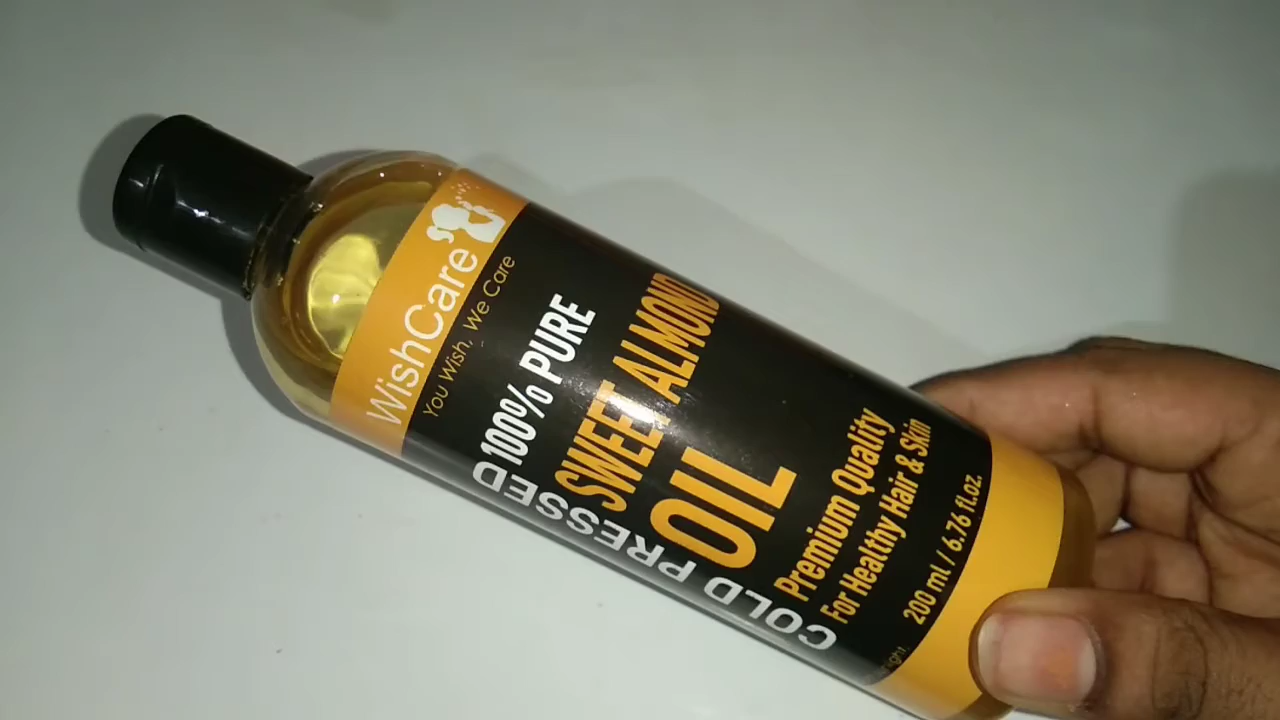 WishCare
You Wish, We Care
100% PURE
SWEET ALMOND
OIL
Premium Quality
For Healthy Hair & Skin
200 ml / 6.76 fl.oz.
COLD PRESSED